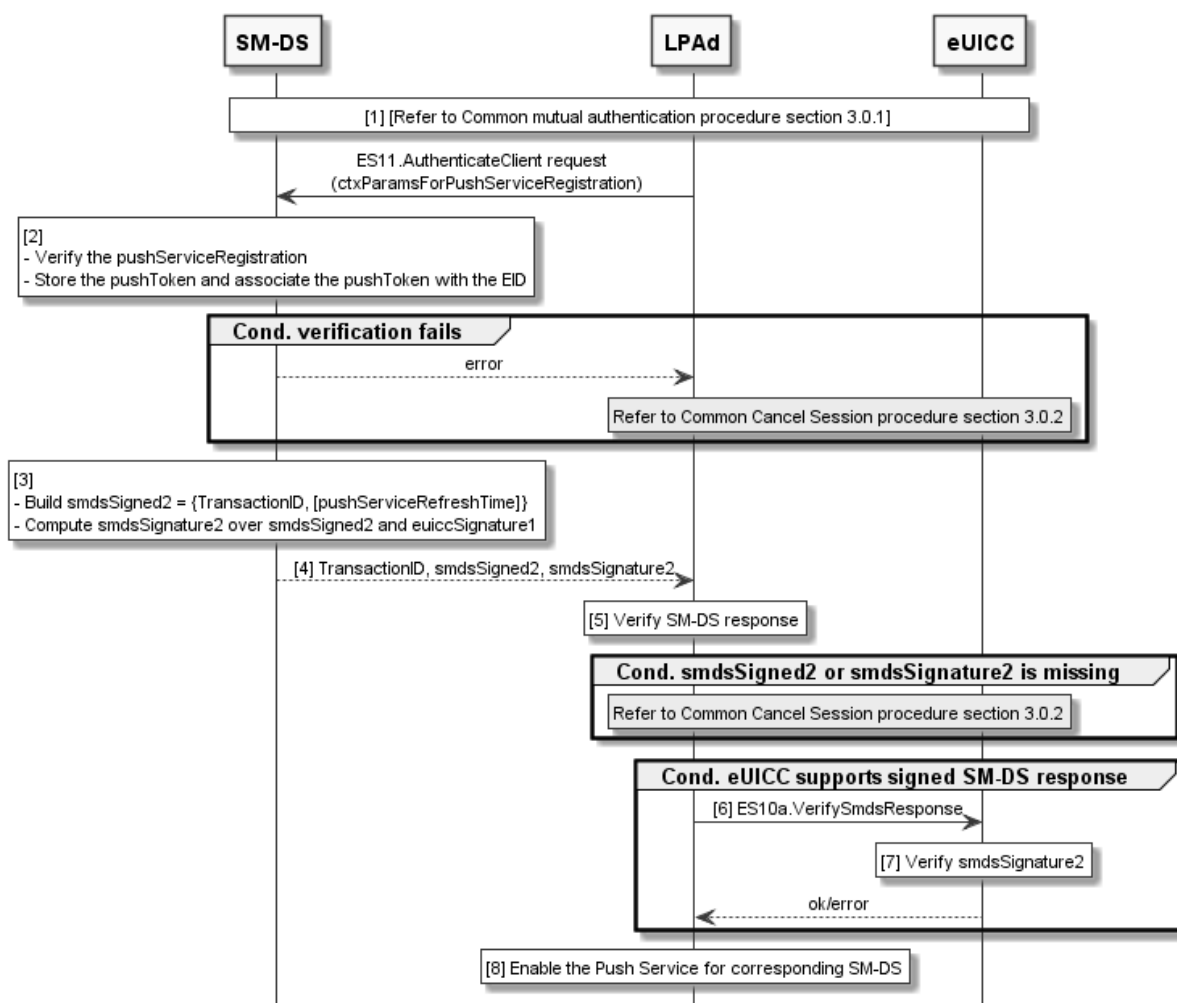 SM-DS
LPAd
eUICC
[1] [Refer to Common mutual authentication procedure section 3.0.1]
ES11.AuthenticateClient request
(ctxParamsForPushServiceRegistration)
[2]
- Verify the pushServiceRegistration
- Store the pushToken and associate the pushToken with the EID
Cond. verification fails
error
Refer to Common Cancel Session procedure section 3.0.2
[3]
- Build smdsSigned2 = {TransactionID, [pushServiceRefreshTime]}
- Compute smdsSignature2 over smdsSigned2 and euiccSignature1
[4] TransactionID, smdsSigned2, smdsSignature2
[5] Verify SM-DS response
Cond. smdsSigned2 or smdsSignature2 is missing
Refer to Common Cancel Session procedure section 3.0.2
Cond. eUICC supports signed SM-DS response
[6] ES10a.VerifySmdsResponse
[7] Verify smdsSignature2
ok/error
[8] Enable the Push Service for corresponding SM-DS